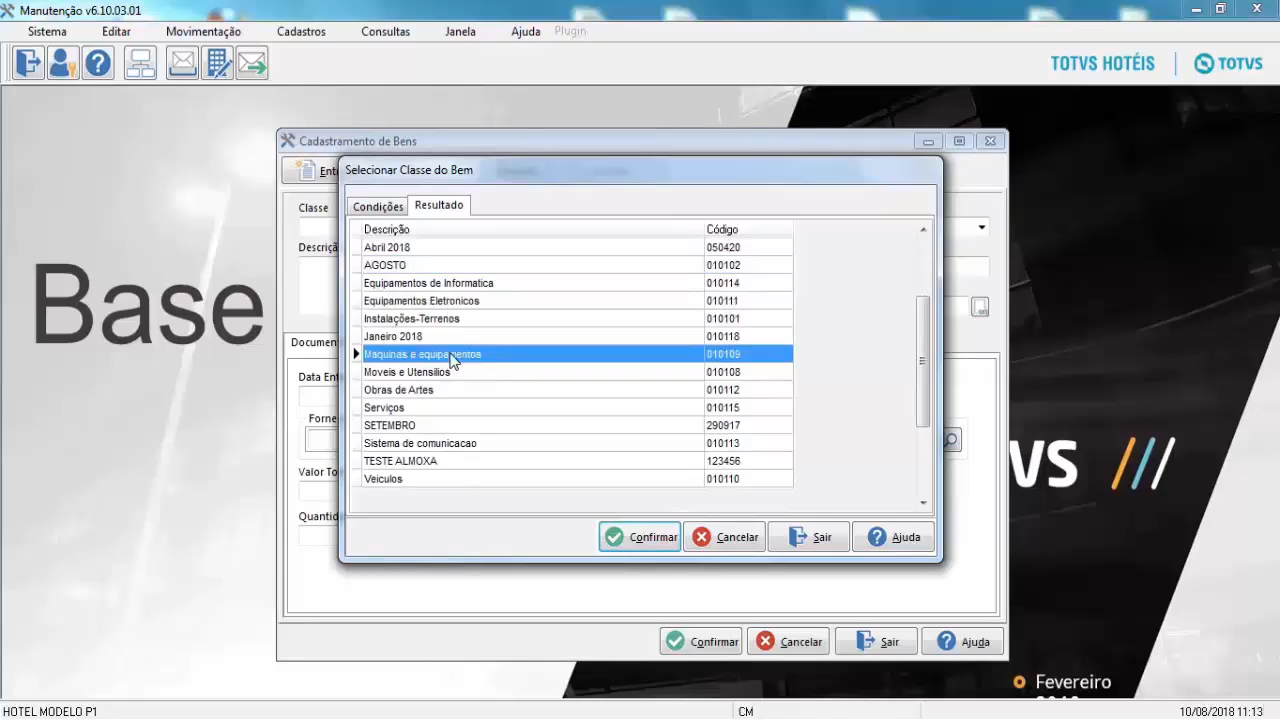 Manutenção v6.10.03.01
Sistema Editar Movimentação Cadastros Consultas Janela Ajuda Plugin
TOTVS HOTÉIS TOTVS
Cadastramento de Bens
Selecionar Classe do Bem
Condições Resultado
Classe
Descrição Código
Abril 2018 050420
AGOSTO 010102
Equipamentos de Informatica 010114
Equipamentos Eletronicos 010111
Instalações-Terrenos 010101
Janeiro 2018 010118
Maquinas e equipamentos 010109
Moveis e Utensilios 010108
Obras de Artes 010112
Serviços 010115
SETEMBRO 290917
Sistema de comunicacao 010113
TESTE ALMOXA 123456
Veiculos 010110
Confirmar Cancelar Sair Ajuda
Base
VS
Confirmar Cancelar Sair Ajuda
Fevereiro
HOTEL MODELO P1 CM 10/08/2018 11:13